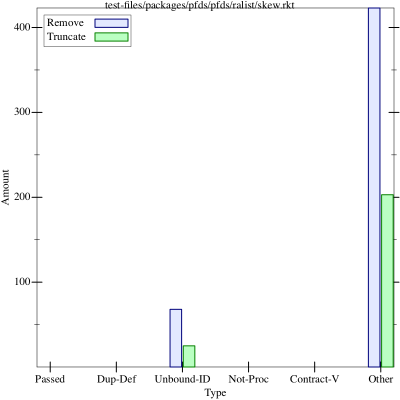 test-files/packages/pfds/pfds/ralist/skew.rkt
Remove
Truncate
400
300
200
100
Amount
Passed Dup-Def Unbound-ID Not-Proc Contract-V Other
Type